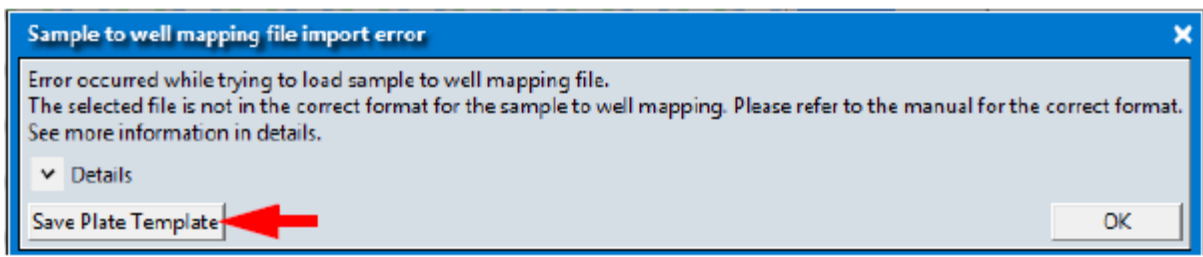 Sample to well mapping file import error
Error occurred while trying to load sample to well mapping file.
The selected file is not in the correct format for the sample to well mapping. Please refer to the manual for the correct format.
See more information in details.
Details
Save Plate Template
OK